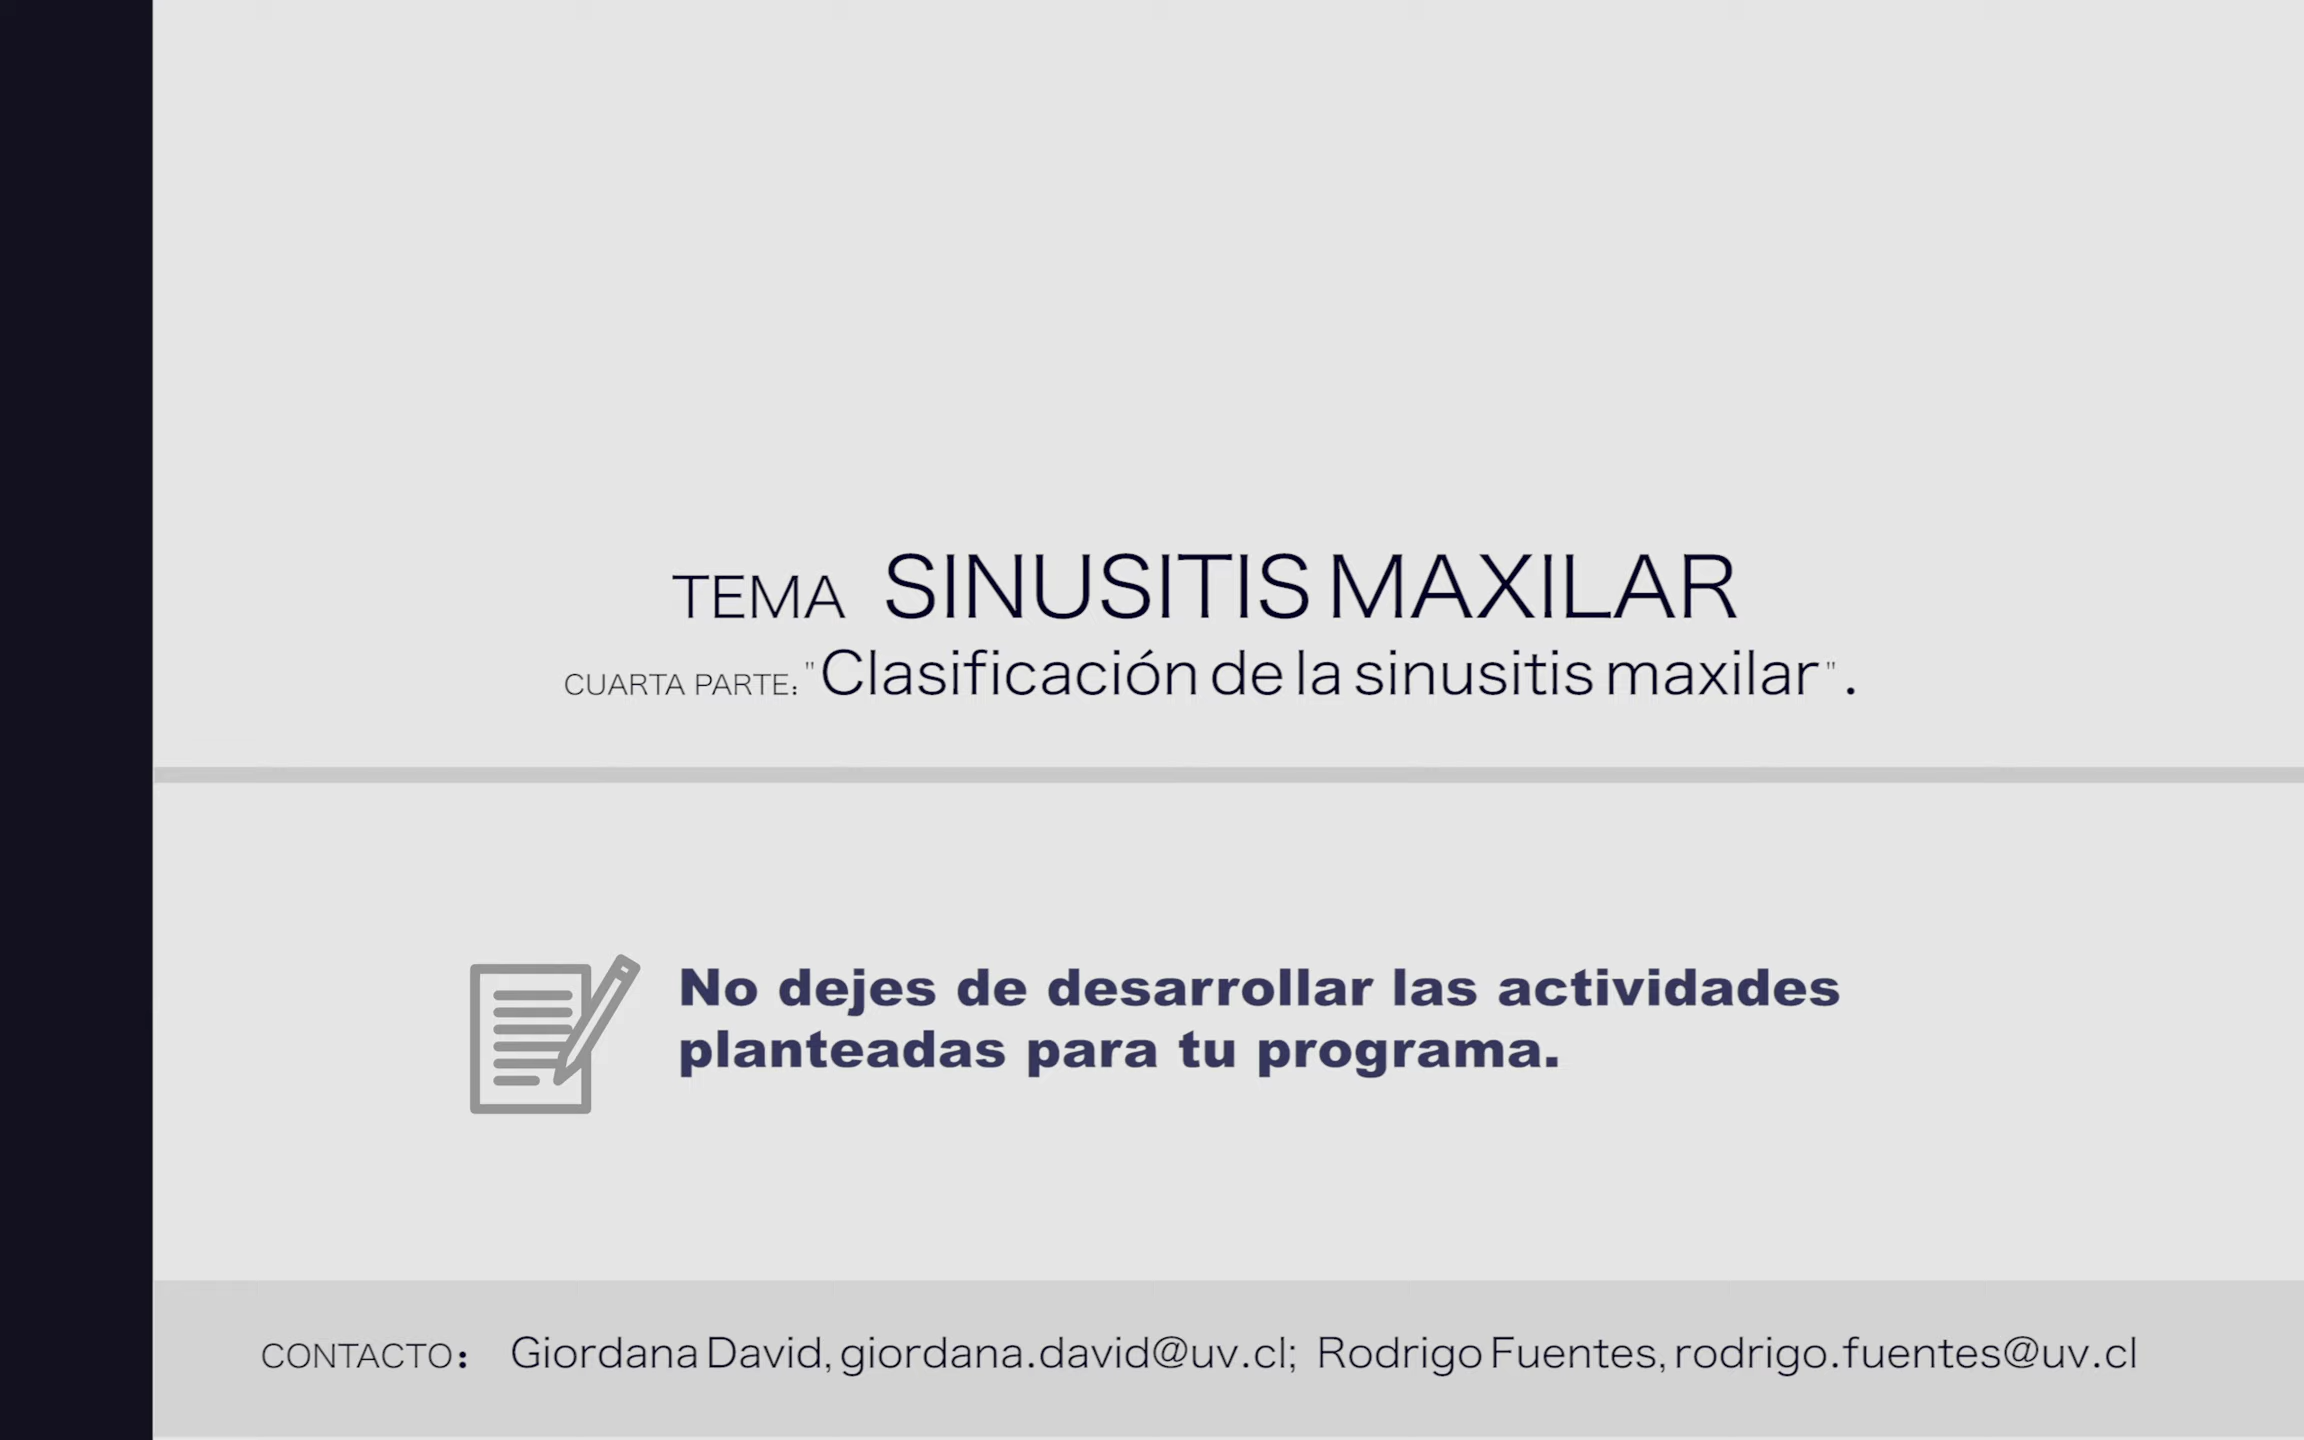 TEMA SINUSITIS MAXILAR
CUARTA PARTE: "Clasificación de la sinusitis maxilar".
No dejes de desarrollar las actividades
planteadas para tu programa.
CONTACTO: Giordana David, giordana.david@uv.cl; Rodrigo Fuentes, rodrigo.fuentes@uv.cl